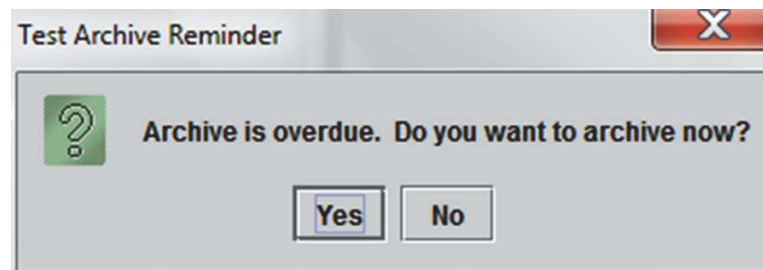 Test Archive Reminder
Archive is overdue. Do you want to archive now?
Yes No